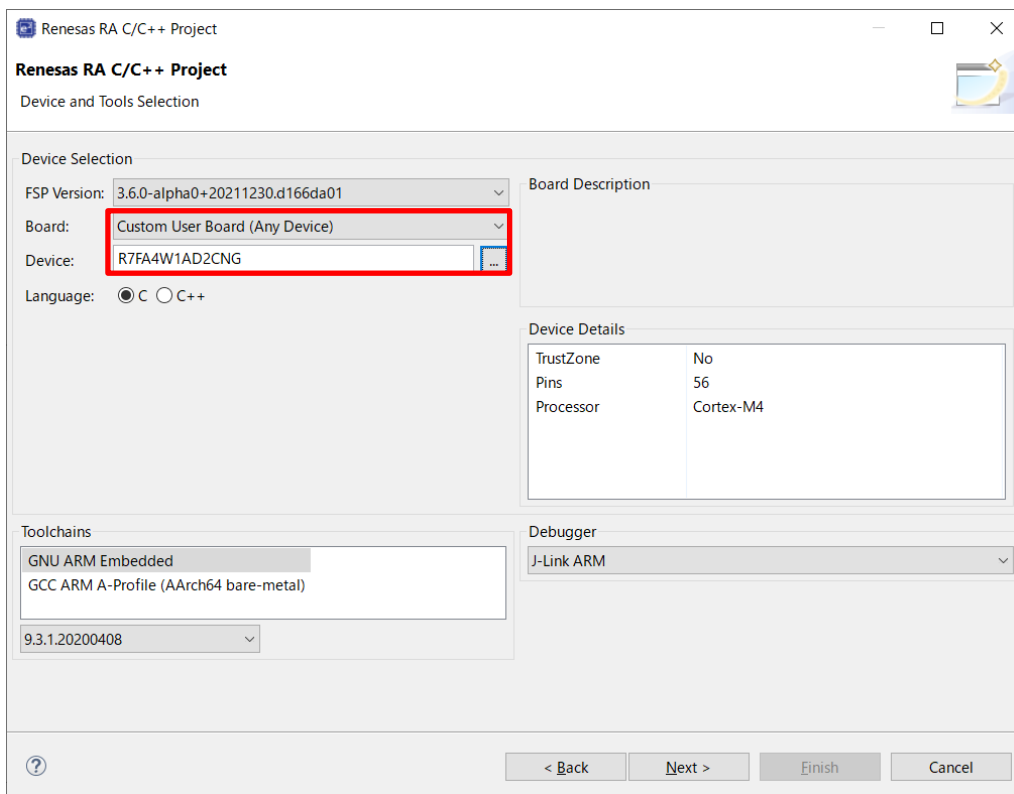 Renesas RA C/C++ Project
Renesas RA C/C++ Project
Device and Tools Selection
Device Selection
FSP Version: 3.6.0-alpha0+20211230.d166da01
Board: Custom User Board (Any Device)
Device: R7FA4W1AD2CNG ...
Language: C C++
Board Description
Device Details
TrustZone No
Pins 56
Processor Cortex-M4
Toolchains
GNU ARM Embedded
GCC ARM A-Profile (AArch64 bare-metal)
9.3.1.20200408
Debugger
J-Link ARM
? < Back Next > Finish Cancel